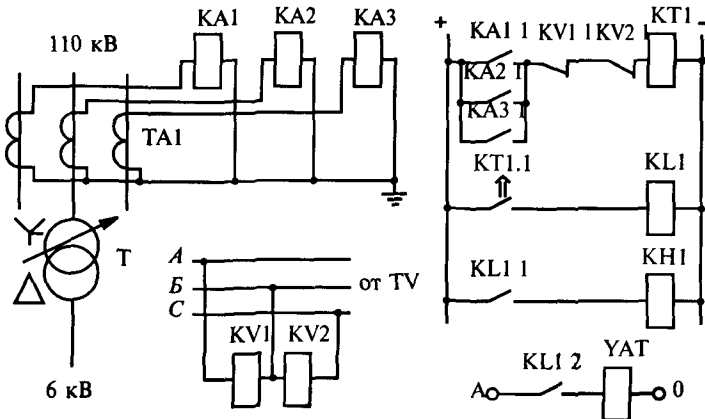 KA1 KA2 KA3
110 кВ
TA1
T
6 кВ
А
Б
С
от TV
KV1 KV2
+ -
KA1 1 KV1 1 KV2 1 KT1
KA2 1
KA3 1
KT1.1 KL1
KL1 1 KH1
KL1 2 YAT
A 0